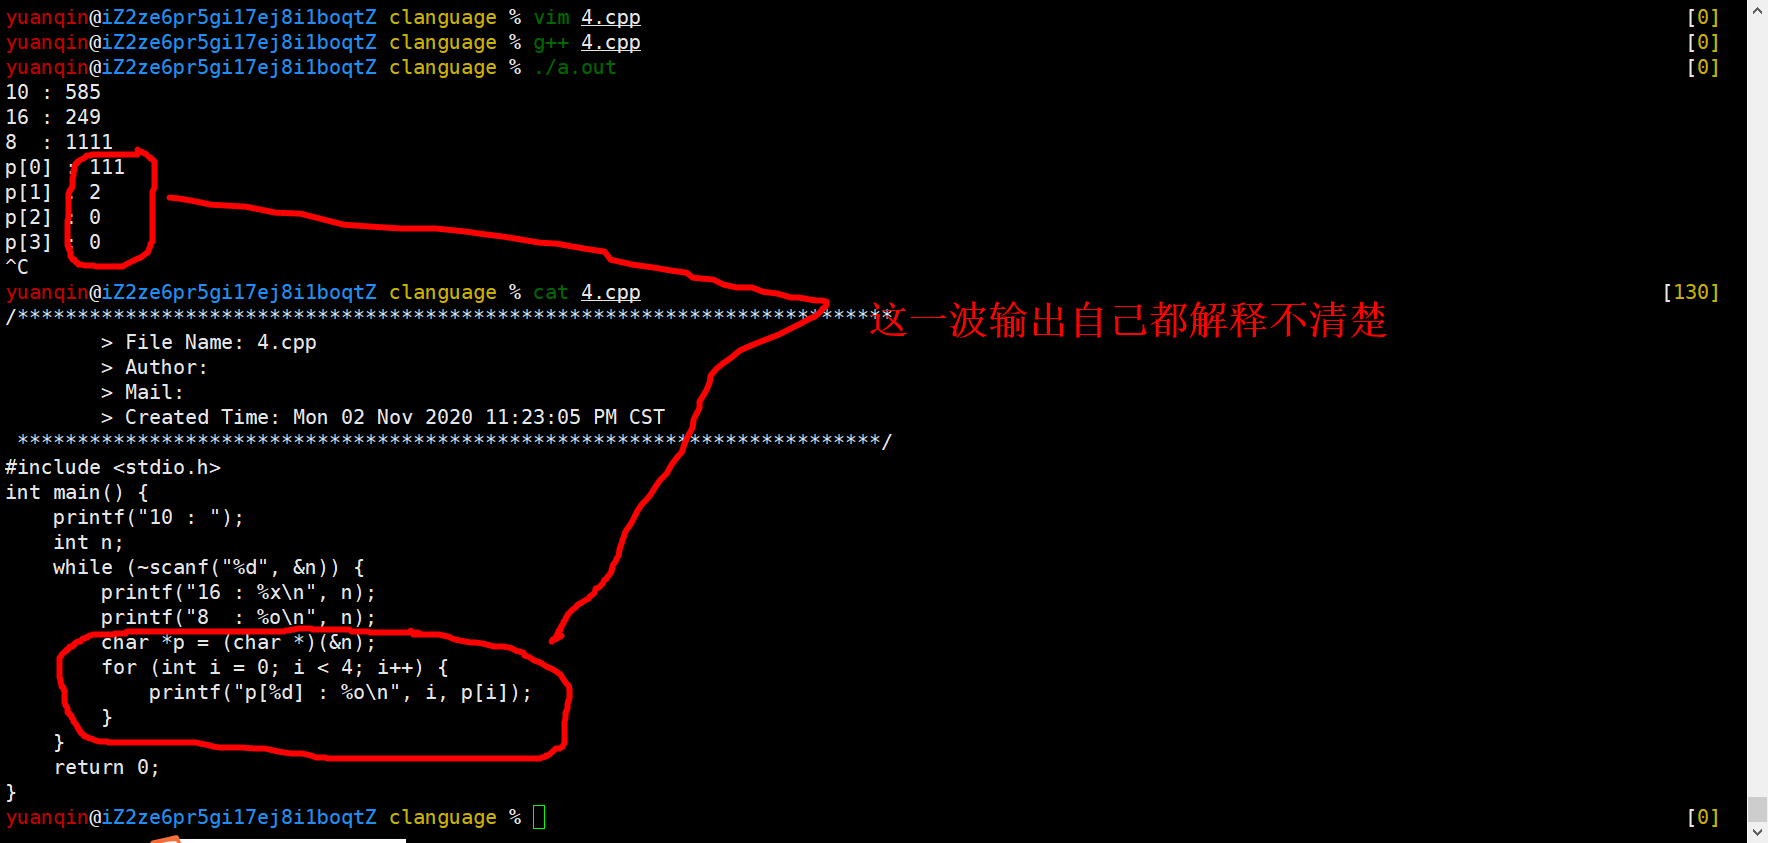 yuanqin@iZ2ze6pr5gi17ej8i1boqtZ clanguage % vim 4.cpp [0]
yuanqin@iZ2ze6pr5gi17ej8i1boqtZ clanguage % g++ 4.cpp [0]
yuanqin@iZ2ze6pr5gi17ej8i1boqtZ clanguage % ./a.out [0]
10 : 585
16 : 249
8  : 1111
p[0] : 111
p[1] : 2
p[2] : 0
p[3] : 0
^C
yuanqin@iZ2ze6pr5gi17ej8i1boqtZ clanguage % cat 4.cpp [130]
/*************************************************************************
        > File Name: 4.cpp
这一波输出自己都解释不清楚
        > Author:
        > Mail:
        > Created Time: Mon 02 Nov 2020 11:23:05 PM CST
 ************************************************************************/
#include <stdio.h>
int main() {
    printf("10 : ");
    int n;
    while (~scanf("%d", &n)) {
        printf("16 : %x\n", n);
        printf("8  : %o\n", n);
        char *p = (char *)(&n);
        for (int i = 0; i < 4; i++) {
            printf("p[%d] : %o\n", i, p[i]);
        }
    }
    return 0;
}
yuanqin@iZ2ze6pr5gi17ej8i1boqtZ clanguage % [0]